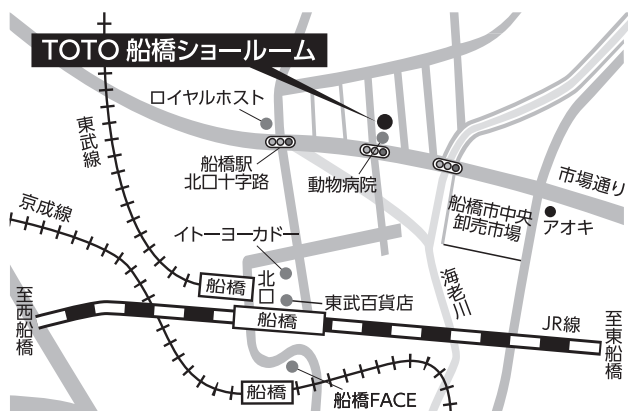 TOTO 船橋ショールーム
ロイヤルホスト
東武線
船橋駅
北口十字路
動物病院
市場通り
京成線
イトーヨーカドー
船橋市中央
卸売市場
アオキ
船橋
北口
東武百貨店
海老川
至西船橋
船橋
JR線
至東船橋
船橋
船橋FACE